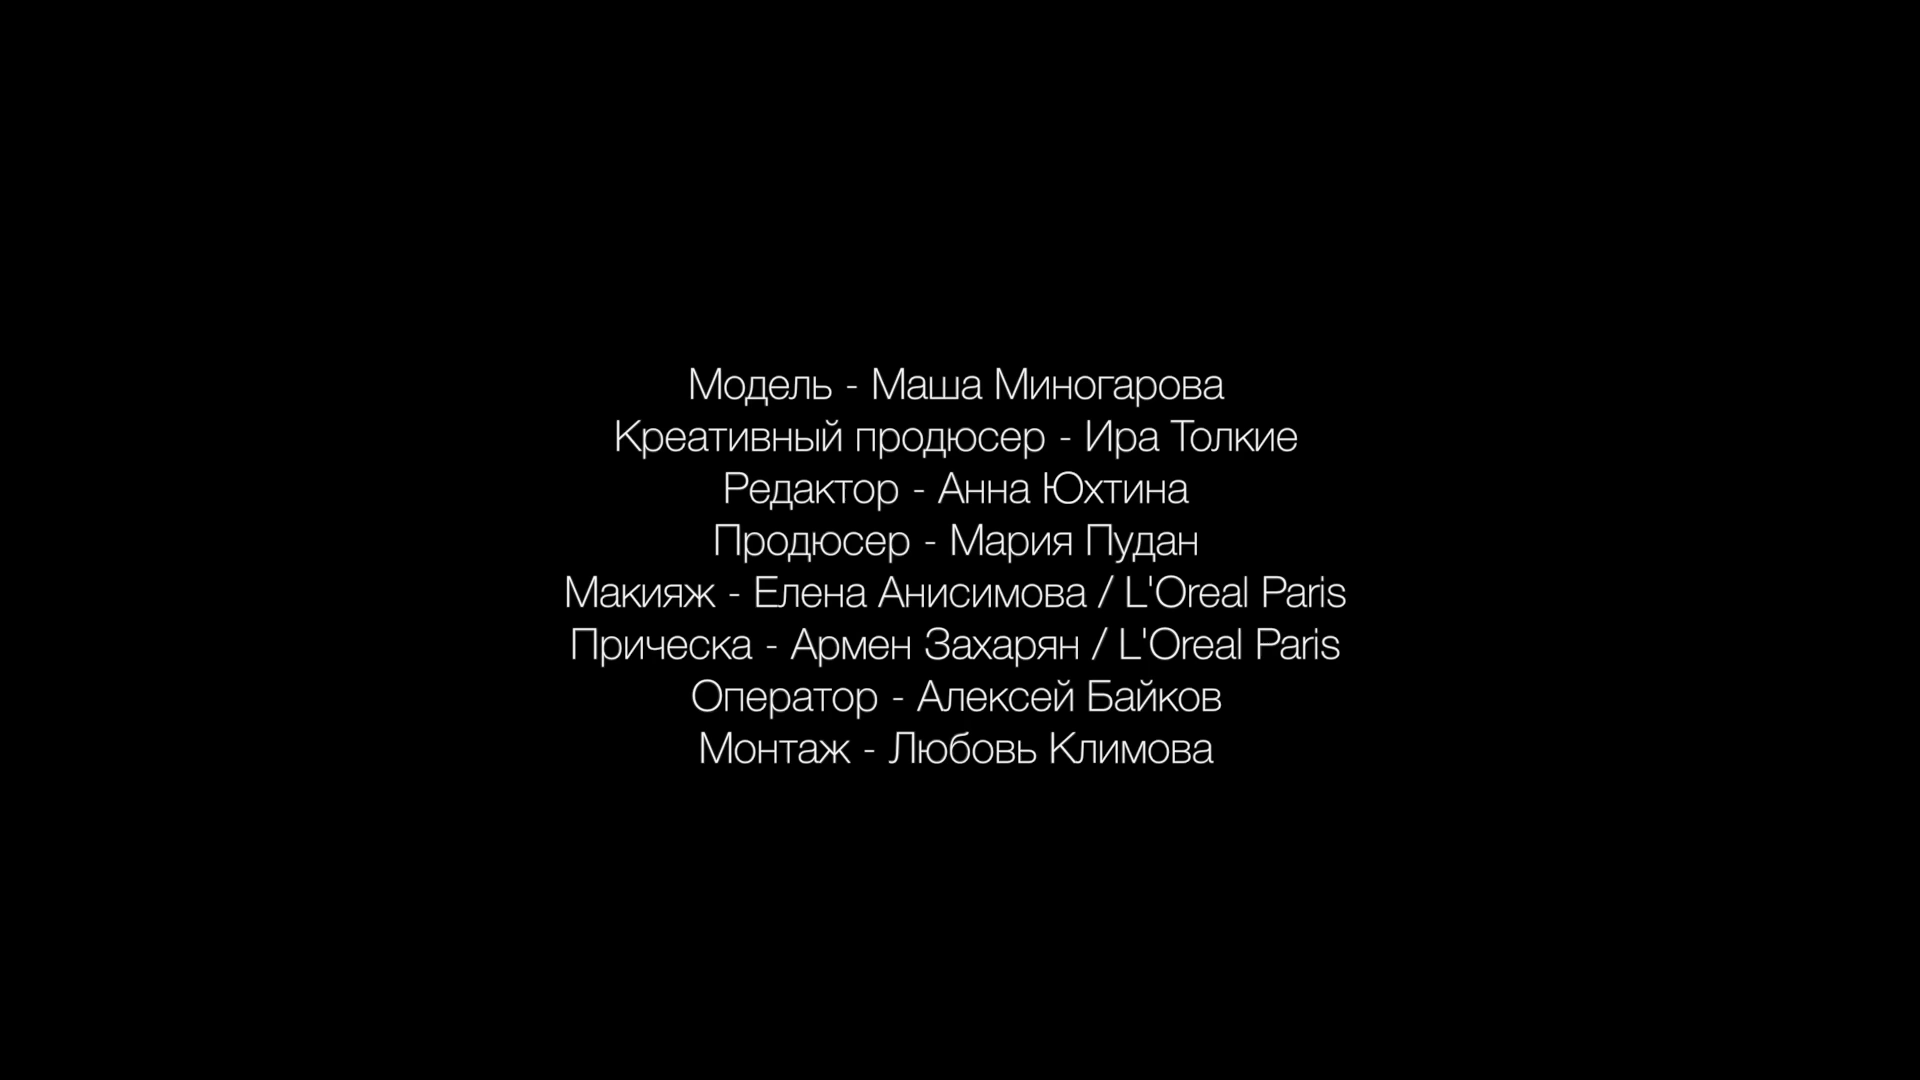 Модель - Маша Миногарова
Креативный продюсер - Ира Толкие
Редактор - Анна Юхтина
Продюсер - Мария Пудан
Макияж - Елена Анисимова / L'Oreal Paris
Прическа - Армен Захарян / L'Oreal Paris
Оператор - Алексей Байков
Монтаж - Любовь Климова